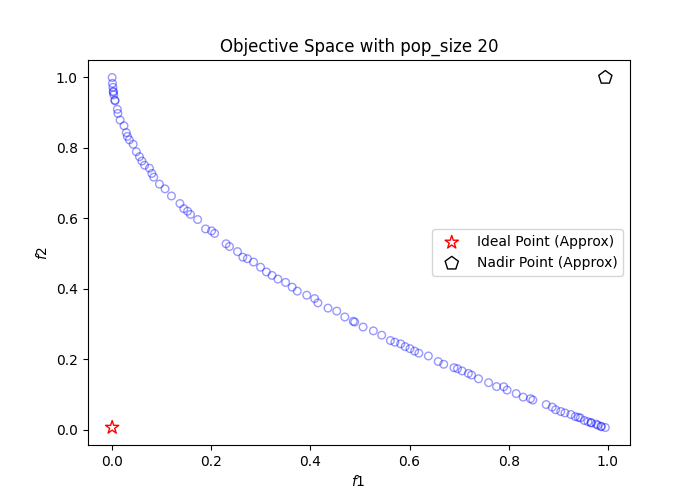 Objective Space with pop_size 20
1.0
0.8
0.6
0.4
0.2
0.0
f2
Ideal Point (Approx)
Nadir Point (Approx)
0.0 0.2 0.4 0.6 0.8 1.0
f1